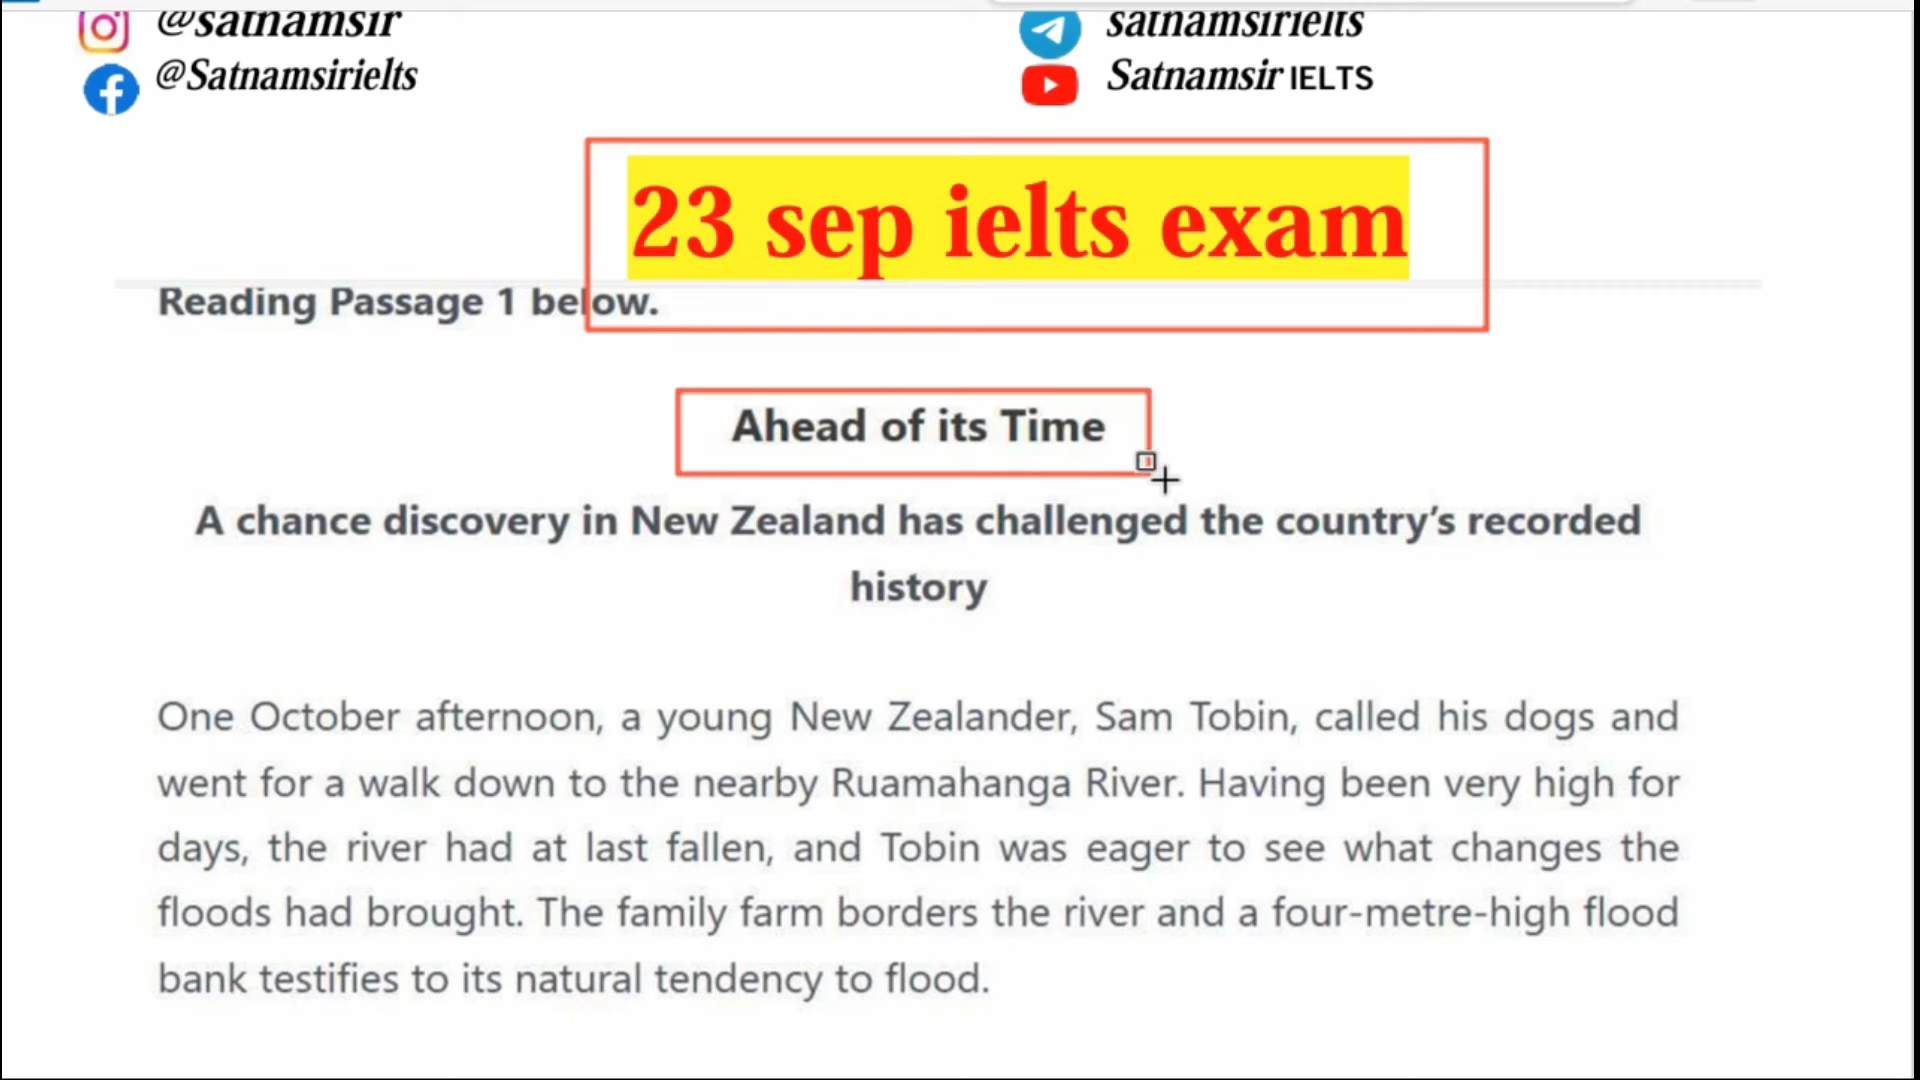 @satnamsir
satnamsirielts
@Satnamsirielts
Satnamsir IELTS
23 sep ielts exam
Reading Passage 1 below.
Ahead of its Time
A chance discovery in New Zealand has challenged the country’s recorded
history
One October afternoon, a young New Zealander, Sam Tobin, called his dogs and
went for a walk down to the nearby Ruamahanga River. Having been very high for
days, the river had at last fallen, and Tobin was eager to see what changes the
floods had brought. The family farm borders the river and a four-metre-high flood
bank testifies to its natural tendency to flood.